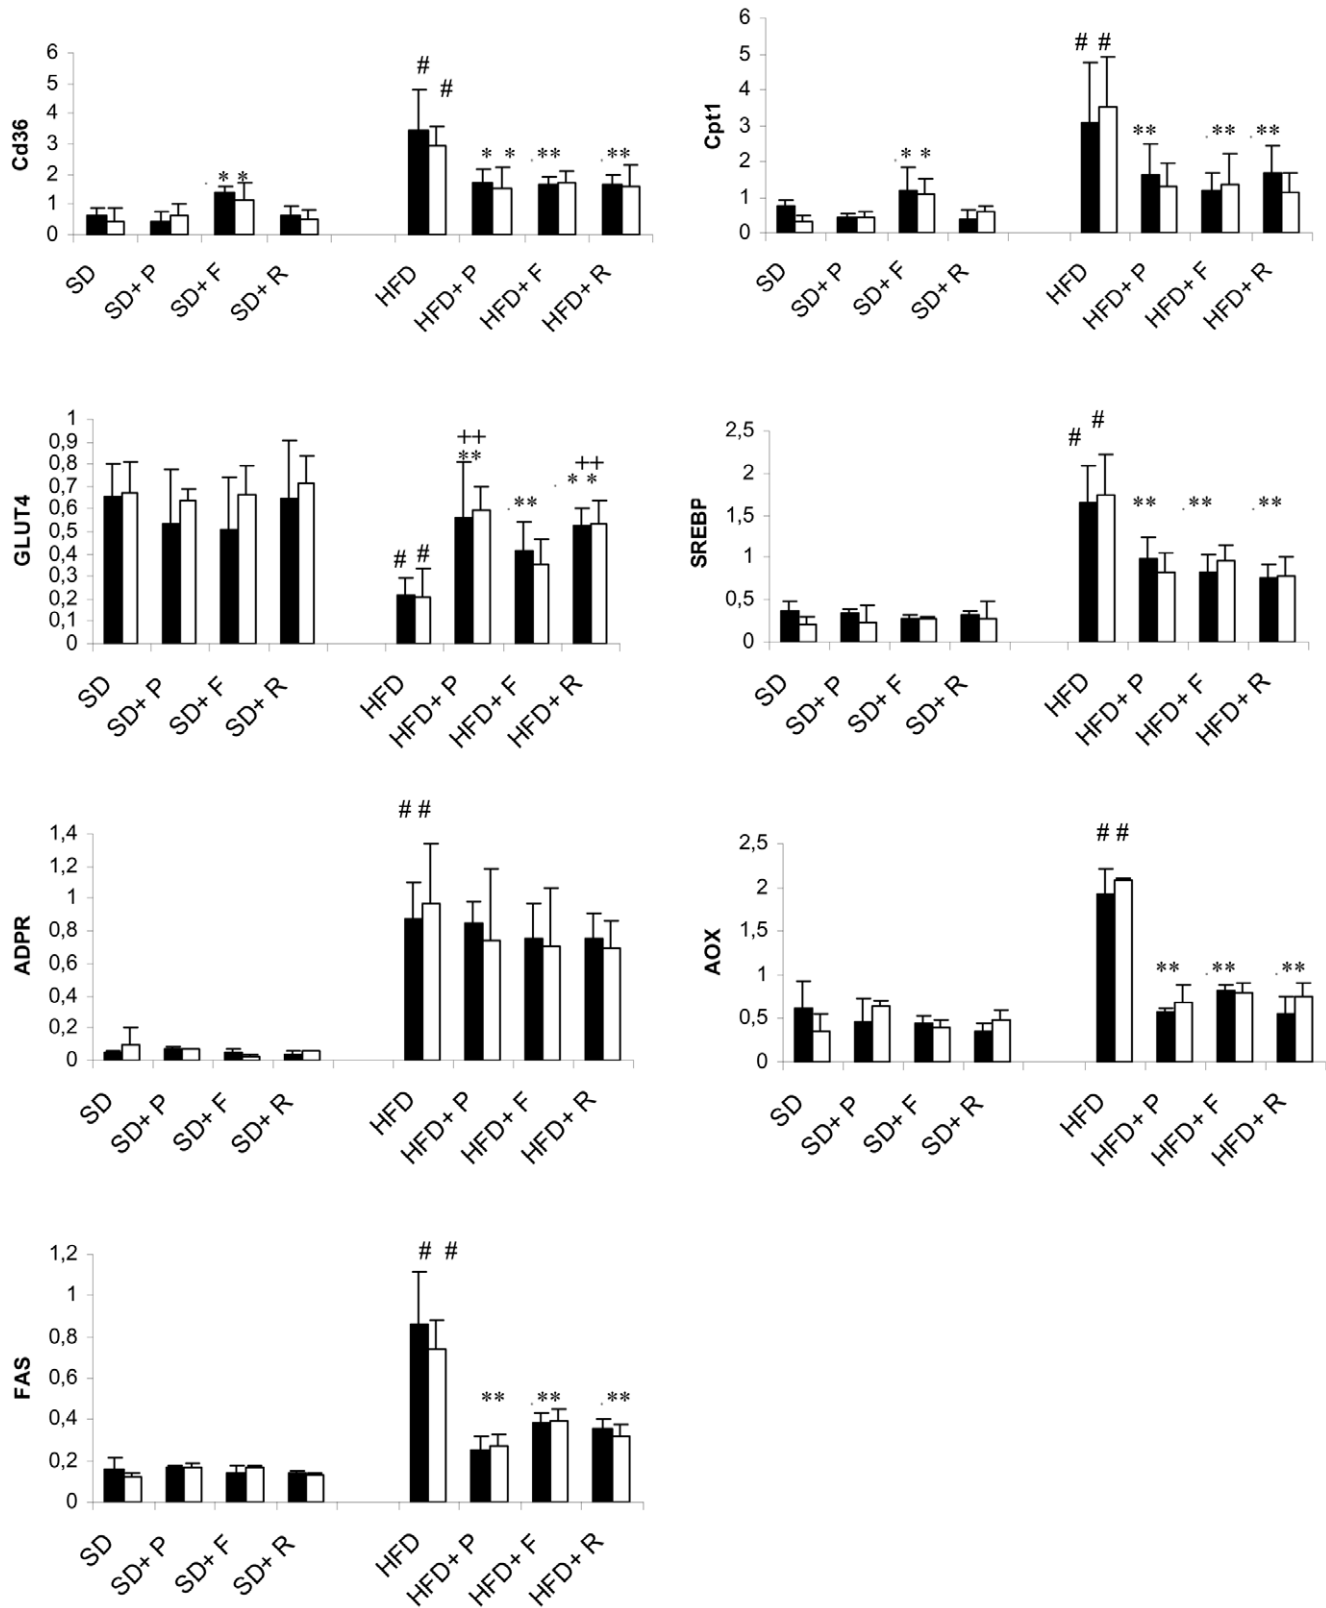 Cd36
6
5
4
3
2
1
0
# #
* *
* *
**
**
SD
SD+ P
SD+ F
SD+ R
HFD
HFD+ P
HFD+ F
HFD+ R
Cpt1
6
5
4
3
2
1
0
# #
* *
**
**
**
SD
SD+ P
SD+ F
SD+ R
HFD
HFD+ P
HFD+ F
HFD+ R
GLUT4
1
0,9
0,8
0,7
0,6
0,5
0,4
0,3
0,2
0,1
0
# #
++
**
**
++
* *
SD
SD+ P
SD+ F
SD+ R
HFD
HFD+ P
HFD+ F
HFD+ R
SREBP
2,5
2
1,5
1
0,5
0
# #
**
**
**
SD
SD+ P
SD+ F
SD+ R
HFD
HFD+ P
HFD+ F
HFD+ R
ADPR
1,4
1,2
1
0,8
0,6
0,4
0,2
0
# #
SD
SD+ P
SD+ F
SD+ R
HFD
HFD+ P
HFD+ F
HFD+ R
AOX
2,5
2
1,5
1
0,5
0
# #
**
**
**
SD
SD+ P
SD+ F
SD+ R
HFD
HFD+ P
HFD+ F
HFD+ R
FAS
1,2
1
0,8
0,6
0,4
0,2
0
# #
**
**
**
SD
SD+ P
SD+ F
SD+ R
HFD
HFD+ P
HFD+ F
HFD+ R